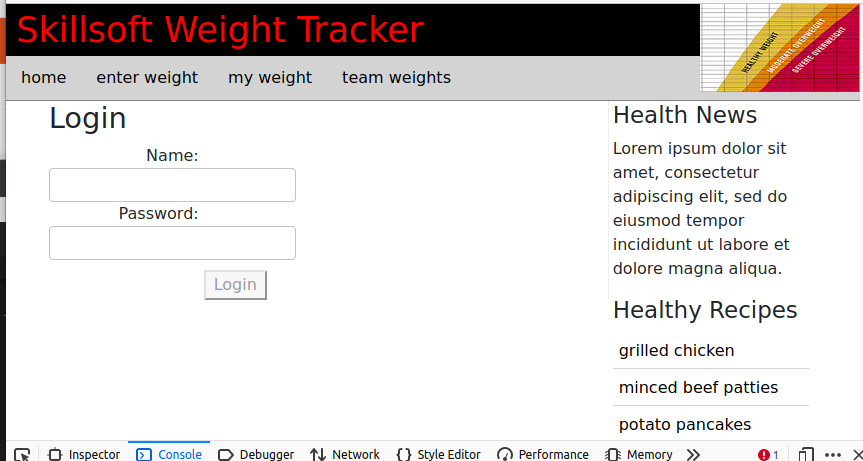 Skillsoft Weight Tracker
HEALTHY WEIGHT
MODERATE OVERWEIGHT
SEVERE OVERWEIGHT
home enter weight my weight team weights
Login
Name:
Password:
Login
Health News
Lorem ipsum dolor sit
amet, consectetur
adipiscing elit, sed do
eiusmod tempor
incididunt ut labore et
dolore magna aliqua.
Healthy Recipes
grilled chicken
minced beef patties
potato pancakes
Inspector Console Debugger Network Style Editor Performance Memory 1